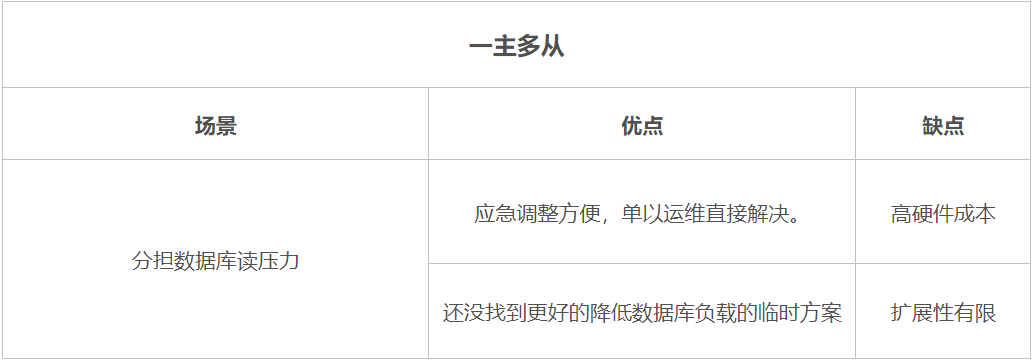 一主多从
场景
优点
缺点
分担数据库读压力
应急调整方便，单以运维直接解决。
高硬件成本
还没找到更好的降低数据库负载的临时方案
扩展性有限